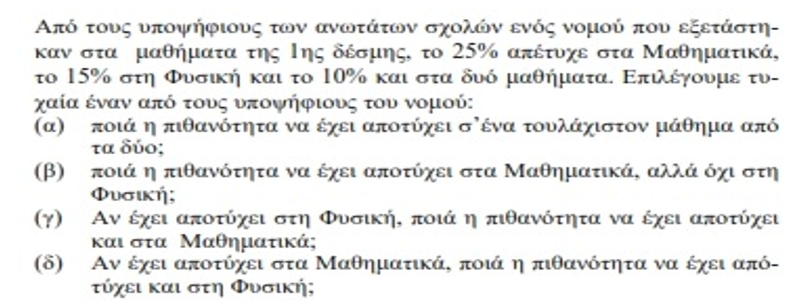 Από τους υποψήφιους των ανωτάτων σχολών ενός νομού που εξετάστη-
καν στα μαθήματα της 1ης δέσμης, το 25% απέτυχε στα Μαθηματικά,
το 15% στη Φυσική και το 10% και στα δυό μαθήματα. Επιλέγουμε τυ-
χαία έναν από τους υποψήφιους του νομού:
(α) ποιά η πιθανότητα να έχει αποτύχει σ’ένα τουλάχιστον μάθημα από
τα δύο;
(β) ποιά η πιθανότητα να έχει αποτύχει στα Μαθηματικά, αλλά όχι στη
Φυσική;
(γ) Αν έχει αποτύχει στη Φυσική, ποιά η πιθανότητα να έχει αποτύχει
και στα Μαθηματικά;
(δ) Αν έχει αποτύχει στα Μαθηματικά, ποιά η πιθανότητα να έχει από-
τύχει και στη Φυσική;